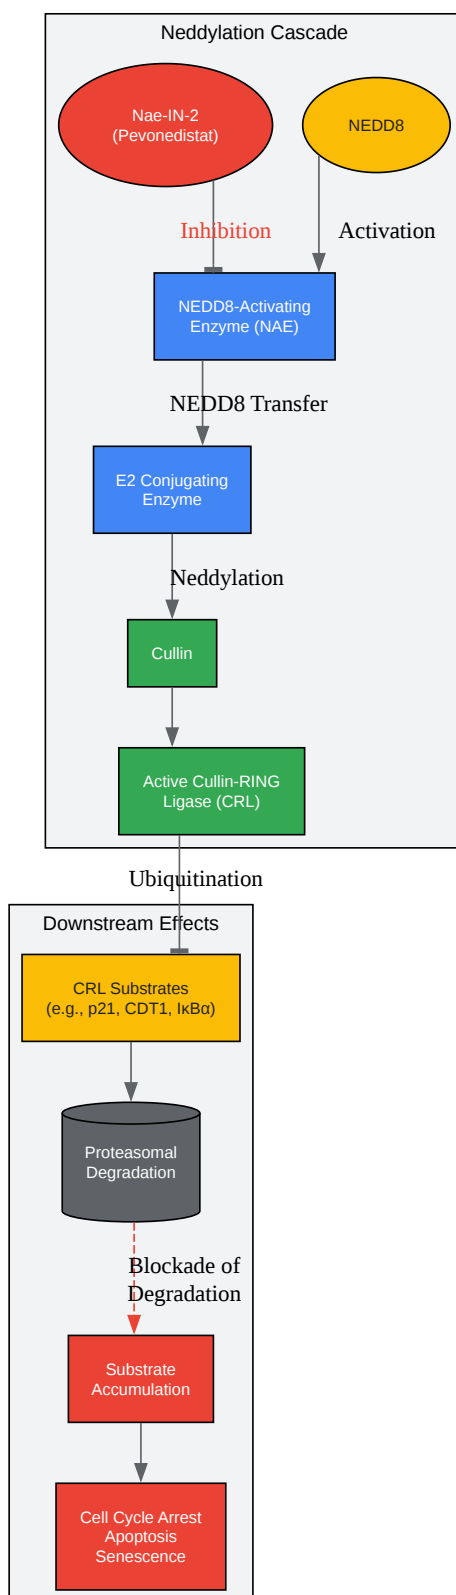 Neddylation Cascade
Nae-IN-2
(Pevonedistat)
NEDD8
Inhibition
Activation
NEDD8-Activating
Enzyme (NAE)
NEDD8 Transfer
E2 Conjugating
Enzyme
Neddylation
Cullin
Active Cullin-RING
Ligase (CRL)
Ubiquitination
Downstream Effects
CRL Substrates
(e.g., p21, CDT1, IκBα)
Proteasomal
Degradation
Blockade of
Degradation
Substrate
Accumulation
Cell Cycle Arrest
Apoptosis
Senescence